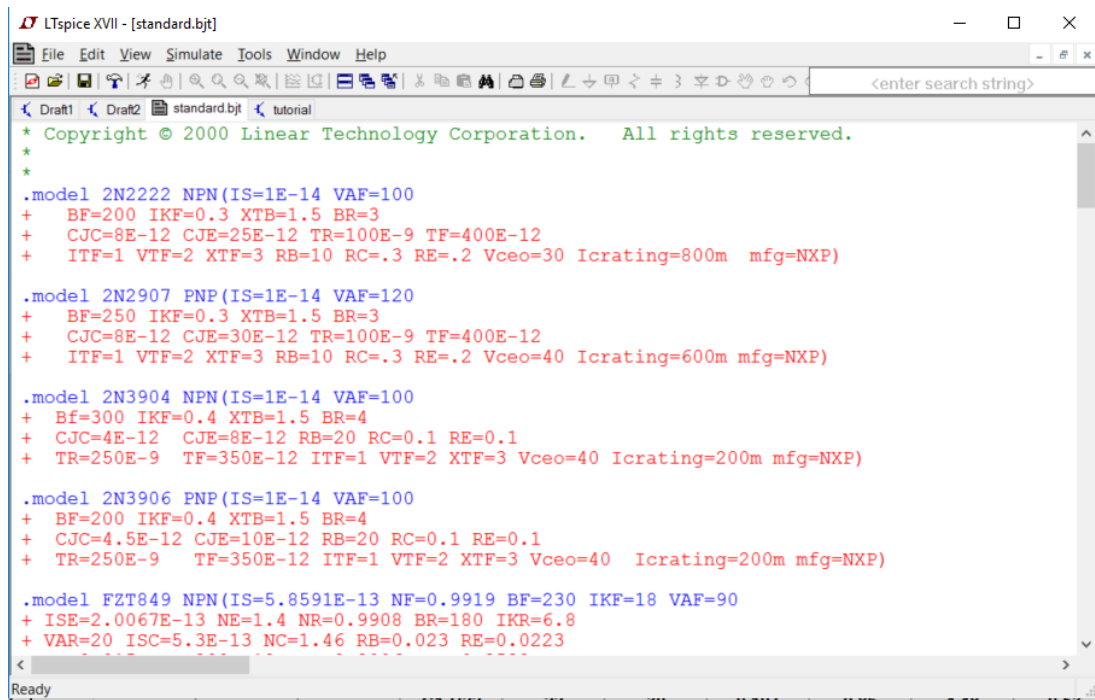 LTspice XVII - [standard.bjt]
File Edit View Simulate Tools Window Help
<enter search string>
Draft1 Draft2 standard.bjt tutorial
* Copyright © 2000 Linear Technology Corporation. All rights reserved.
*
*
.model 2N2222 NPN(IS=1E-14 VAF=100
+ BF=200 IKF=0.3 XTB=1.5 BR=3
+ CJC=8E-12 CJE=25E-12 TR=100E-9 TF=400E-12
+ ITF=1 VTF=2 XTF=3 RB=10 RC=.3 RE=.2 Vceo=30 Icrating=800m mfg=NXP)
.model 2N2907 PNP(IS=1E-14 VAF=120
+ BF=250 IKF=0.3 XTB=1.5 BR=3
+ CJC=8E-12 CJE=30E-12 TR=100E-9 TF=400E-12
+ ITF=1 VTF=2 XTF=3 RB=10 RC=.3 RE=.2 Vceo=40 Icrating=600m mfg=NXP)
.model 2N3904 NPN(IS=1E-14 VAF=100
+ Bf=300 IKF=0.4 XTB=1.5 BR=4
+ CJC=4E-12 CJE=8E-12 RB=20 RC=0.1 RE=0.1
+ TR=250E-9 TF=350E-12 ITF=1 VTF=2 XTF=3 Vceo=40 Icrating=200m mfg=NXP)
.model 2N3906 PNP(IS=1E-14 VAF=100
+ BF=200 IKF=0.4 XTB=1.5 BR=4
+ CJC=4.5E-12 CJE=10E-12 RB=20 RC=0.1 RE=0.1
+ TR=250E-9 TF=350E-12 ITF=1 VTF=2 XTF=3 Vceo=40 Icrating=200m mfg=NXP)
.model FZT849 NPN(IS=5.8591E-13 NF=0.9919 BF=230 IKF=18 VAF=90
+ ISE=2.0067E-13 NE=1.4 NR=0.9908 BR=180 IKR=6.8
+ VAR=20 ISC=5.3E-13 NC=1.46 RB=0.023 RE=0.0223
Ready